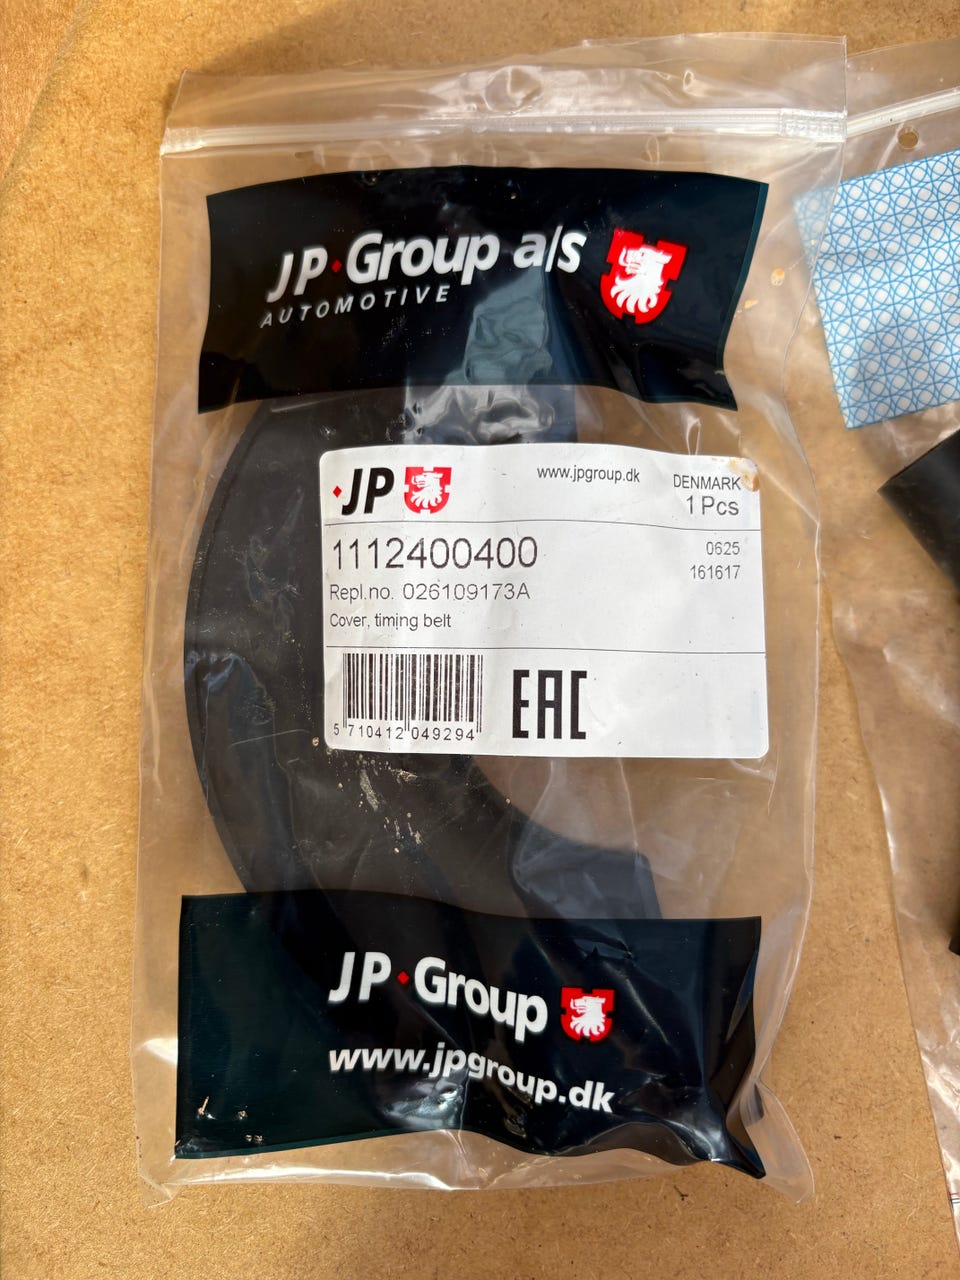 JP Group a/s
AUTOMOTIVE
JP
www.jpgroup.dk
DENMARK
1 Pcs
1112400400
0625
Repl.no. 026109173A
161617
Cover, timing belt
5 710412 049294
EAC
JP Group
www.jpgroup.dk